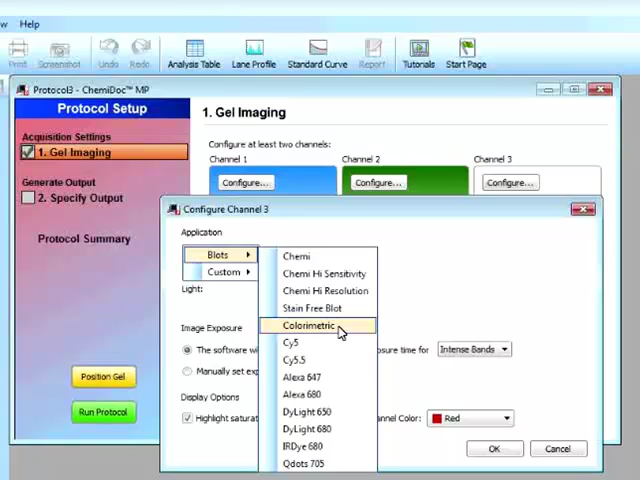 w Help
Print Screenshot Undo Redo Analysis Table Lane Profile Standard Curve Report Tutorials Start Page
Protocol3 - ChemiDoc™ MP
Protocol Setup
1. Gel Imaging
Acquisition Settings
1. Gel Imaging
Configure at least two channels:
Channel 1 Channel 2 Channel 3
Configure... Configure... Configure...
Generate Output
2. Specify Output
Protocol Summary
Position Gel
Run Protocol
Configure Channel 3
Application
Blots
Custom
Light:
Chemi
Chemi Hi Sensitivity
Chemi Hi Resolution
Stain Free Blot
Colorimetric
Cy5
Cy5.5
Alexa 647
Alexa 680
DyLight 650
DyLight 680
IRDye 680
Qdots 705
Image Exposure
The software wi osure time for Intense Bands
Manually set exp
Display Options
Highlight saturat annel Color: Red
OK Cancel